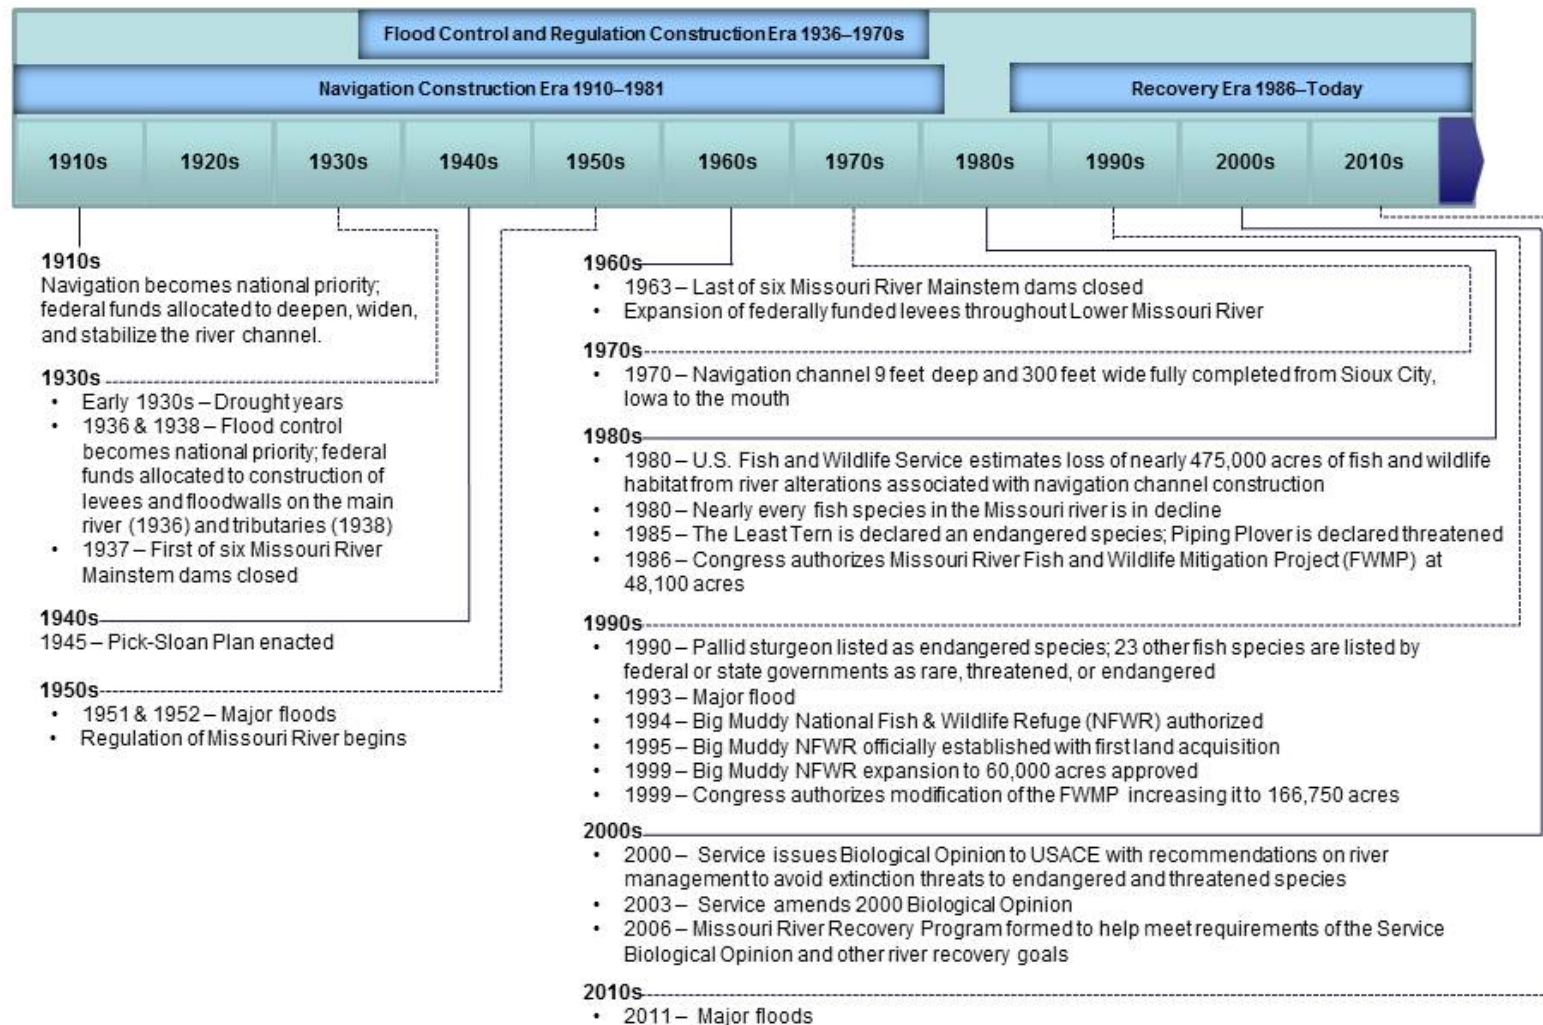 Flood Control and Regulation Construction Era 1936–1970s
Navigation Construction Era 1910–1981
Recovery Era 1986–Today
1910s 1920s 1930s 1940s 1950s 1960s 1970s 1980s 1990s 2000s 2010s
1910s
Navigation becomes national priority;
federal funds allocated to deepen, widen,
and stabilize the river channel.
1930s
• Early 1930s – Drought years
• 1936 & 1938 – Flood control
becomes national priority; federal
funds allocated to construction of
levees and floodwalls on the main
river (1936) and tributaries (1938)
• 1937 – First of six Missouri River
Mainstem dams closed
1940s
1945 – Pick-Sloan Plan enacted
1950s
• 1951 & 1952 – Major floods
• Regulation of Missouri River begins
1960s
• 1963 – Last of six Missouri River Mainstem dams closed
• Expansion of federally funded levees throughout Lower Missouri River
1970s
• 1970 – Navigation channel 9 feet deep and 300 feet wide fully completed from Sioux City,
Iowa to the mouth
1980s
• 1980 – U.S. Fish and Wildlife Service estimates loss of nearly 475,000 acres of fish and wildlife
habitat from river alterations associated with navigation channel construction
• 1980 – Nearly every fish species in the Missouri river is in decline
• 1985 – The Least Tern is declared an endangered species; Piping Plover is declared threatened
• 1986 – Congress authorizes Missouri River Fish and Wildlife Mitigation Project (FWMP) at
48,100 acres
1990s
• 1990 – Pallid sturgeon listed as endangered species; 23 other fish species are listed by
federal or state governments as rare, threatened, or endangered
• 1993 – Major flood
• 1994 – Big Muddy National Fish & Wildlife Refuge (NFWR) authorized
• 1995 – Big Muddy NFWR officially established with first land acquisition
• 1999 – Big Muddy NFWR expansion to 60,000 acres approved
• 1999 – Congress authorizes modification of the FWMP increasing it to 166,750 acres
2000s
• 2000 – Service issues Biological Opinion to USACE with recommendations on river
management to avoid extinction threats to endangered and threatened species
• 2003 – Service amends 2000 Biological Opinion
• 2006 – Missouri River Recovery Program formed to help meet requirements of the Service
Biological Opinion and other river recovery goals
2010s
• 2011 – Major floods